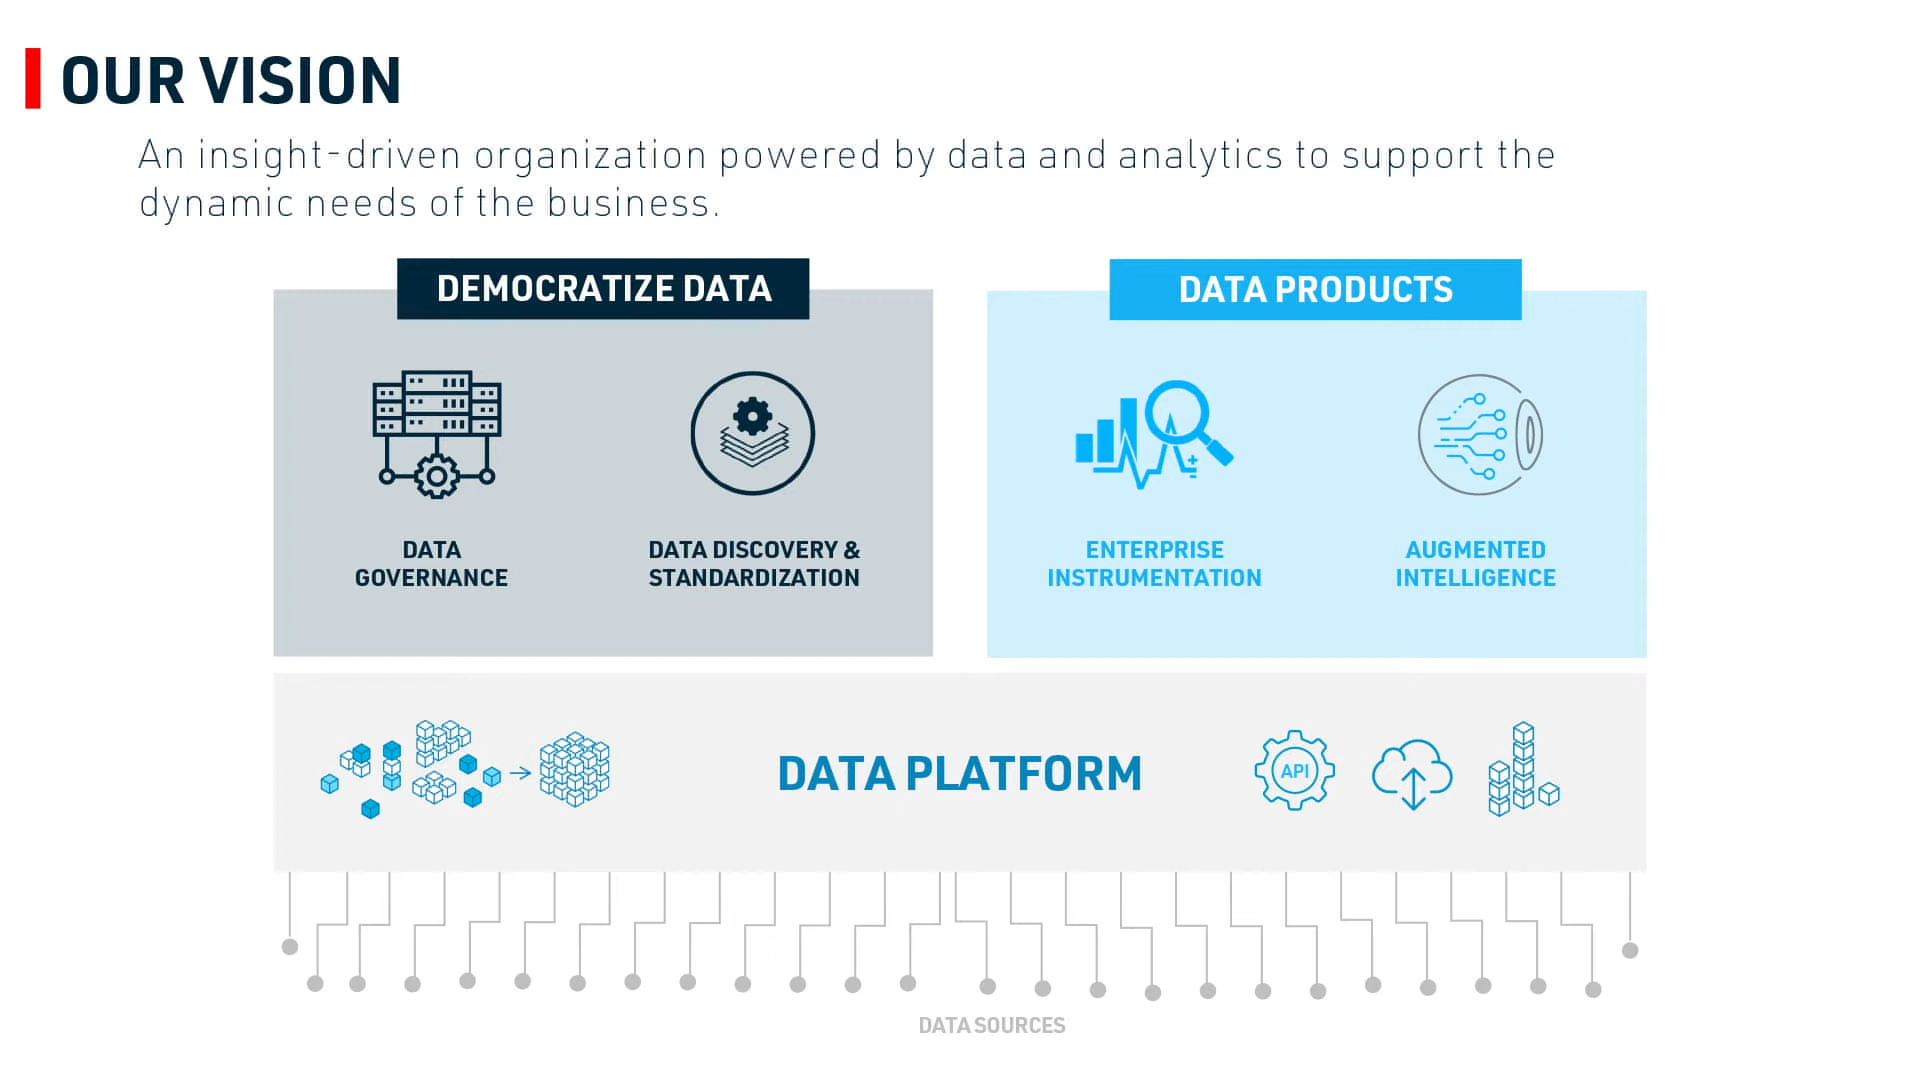 OUR VISION
An insight-driven organization powered by data and analytics to support the
dynamic needs of the business.
DEMOCRATIZE DATA
DATA
GOVERNANCE
DATA DISCOVERY &
STANDARDIZATION
DATA PRODUCTS
ENTERPRISE
INSTRUMENTATION
AUGMENTED
INTELLIGENCE
DATA PLATFORM
API
DATA SOURCES